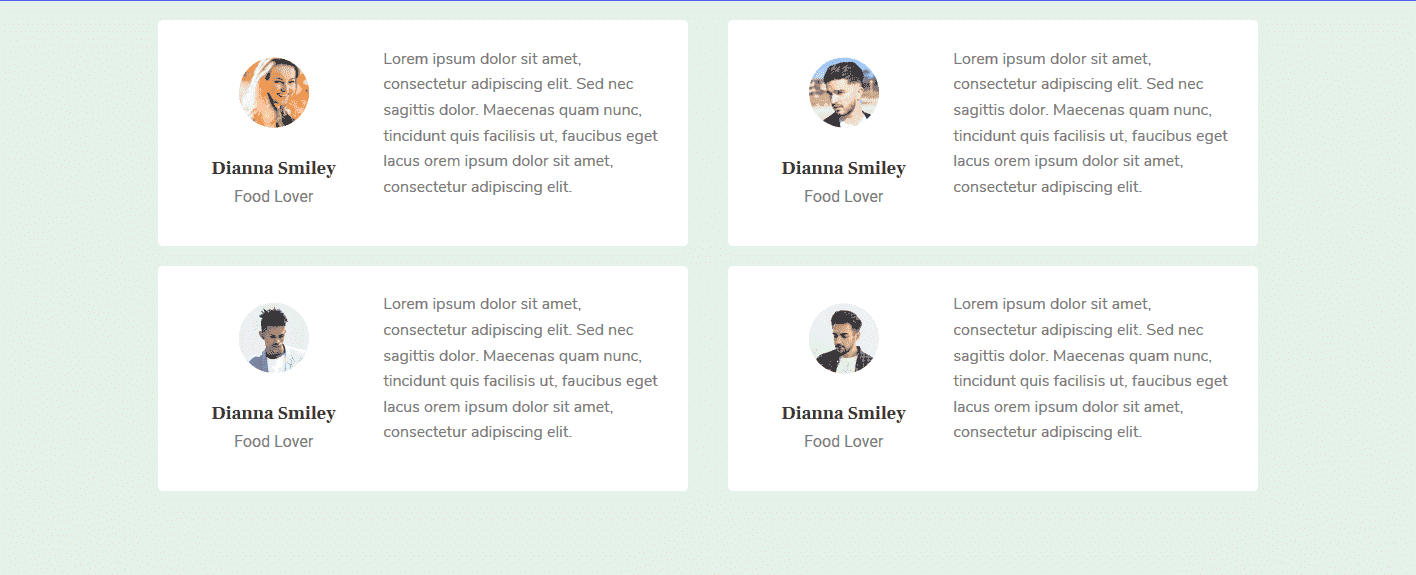 Dianna Smiley
Food Lover
Lorem ipsum dolor sit amet,
consectetur adipiscing elit. Sed nec
sagittis dolor. Maecenas quam nunc,
tincidunt quis facilisis ut, faucibus eget
lacus orem ipsum dolor sit amet,
consectetur adipiscing elit.
Dianna Smiley
Food Lover
Lorem ipsum dolor sit amet,
consectetur adipiscing elit. Sed nec
sagittis dolor. Maecenas quam nunc,
tincidunt quis facilisis ut, faucibus eget
lacus orem ipsum dolor sit amet,
consectetur adipiscing elit.
Dianna Smiley
Food Lover
Lorem ipsum dolor sit amet,
consectetur adipiscing elit. Sed nec
sagittis dolor. Maecenas quam nunc,
tincidunt quis facilisis ut, faucibus eget
lacus orem ipsum dolor sit amet,
consectetur adipiscing elit.
Dianna Smiley
Food Lover
Lorem ipsum dolor sit amet,
consectetur adipiscing elit. Sed nec
sagittis dolor. Maecenas quam nunc,
tincidunt quis facilisis ut, faucibus eget
lacus orem ipsum dolor sit amet,
consectetur adipiscing elit.